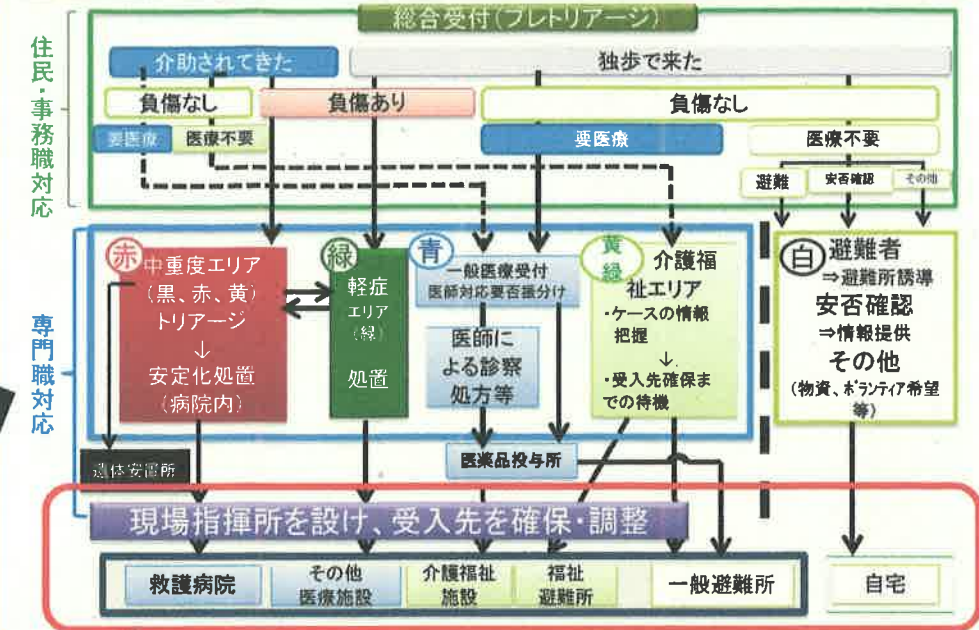 総合受付(プレトリアージ)
住民・事務職対応
介助されてきた
独歩で来た
負傷なし
負傷あり
負傷なし
要医療
医療不要
要医療
医療不要
避難
安否確認
その他
専門職対応
赤
中重度エリア
(黒、赤、黄)
トリアージ
↓
安定化処置
(病院内)
緑
軽症
エリア
(緑)
処置
青
一般医療受付
医師対応要否振分け
医師に
よる診察
処方等
黄緑
介護福
祉エリア
・ケースの情報
把握
↓
・受入先確保ま
での待機
白
避難者
⇒避難所誘導
安否確認
⇒情報提供
その他
(物資、ボランティア希望
等)
遺体安置所
医薬品投与所
現場指揮所を設け、受入先を確保・調整
救護病院
その他
医療施設
介護福祉
施設
福祉
避難所
一般避難所
自宅